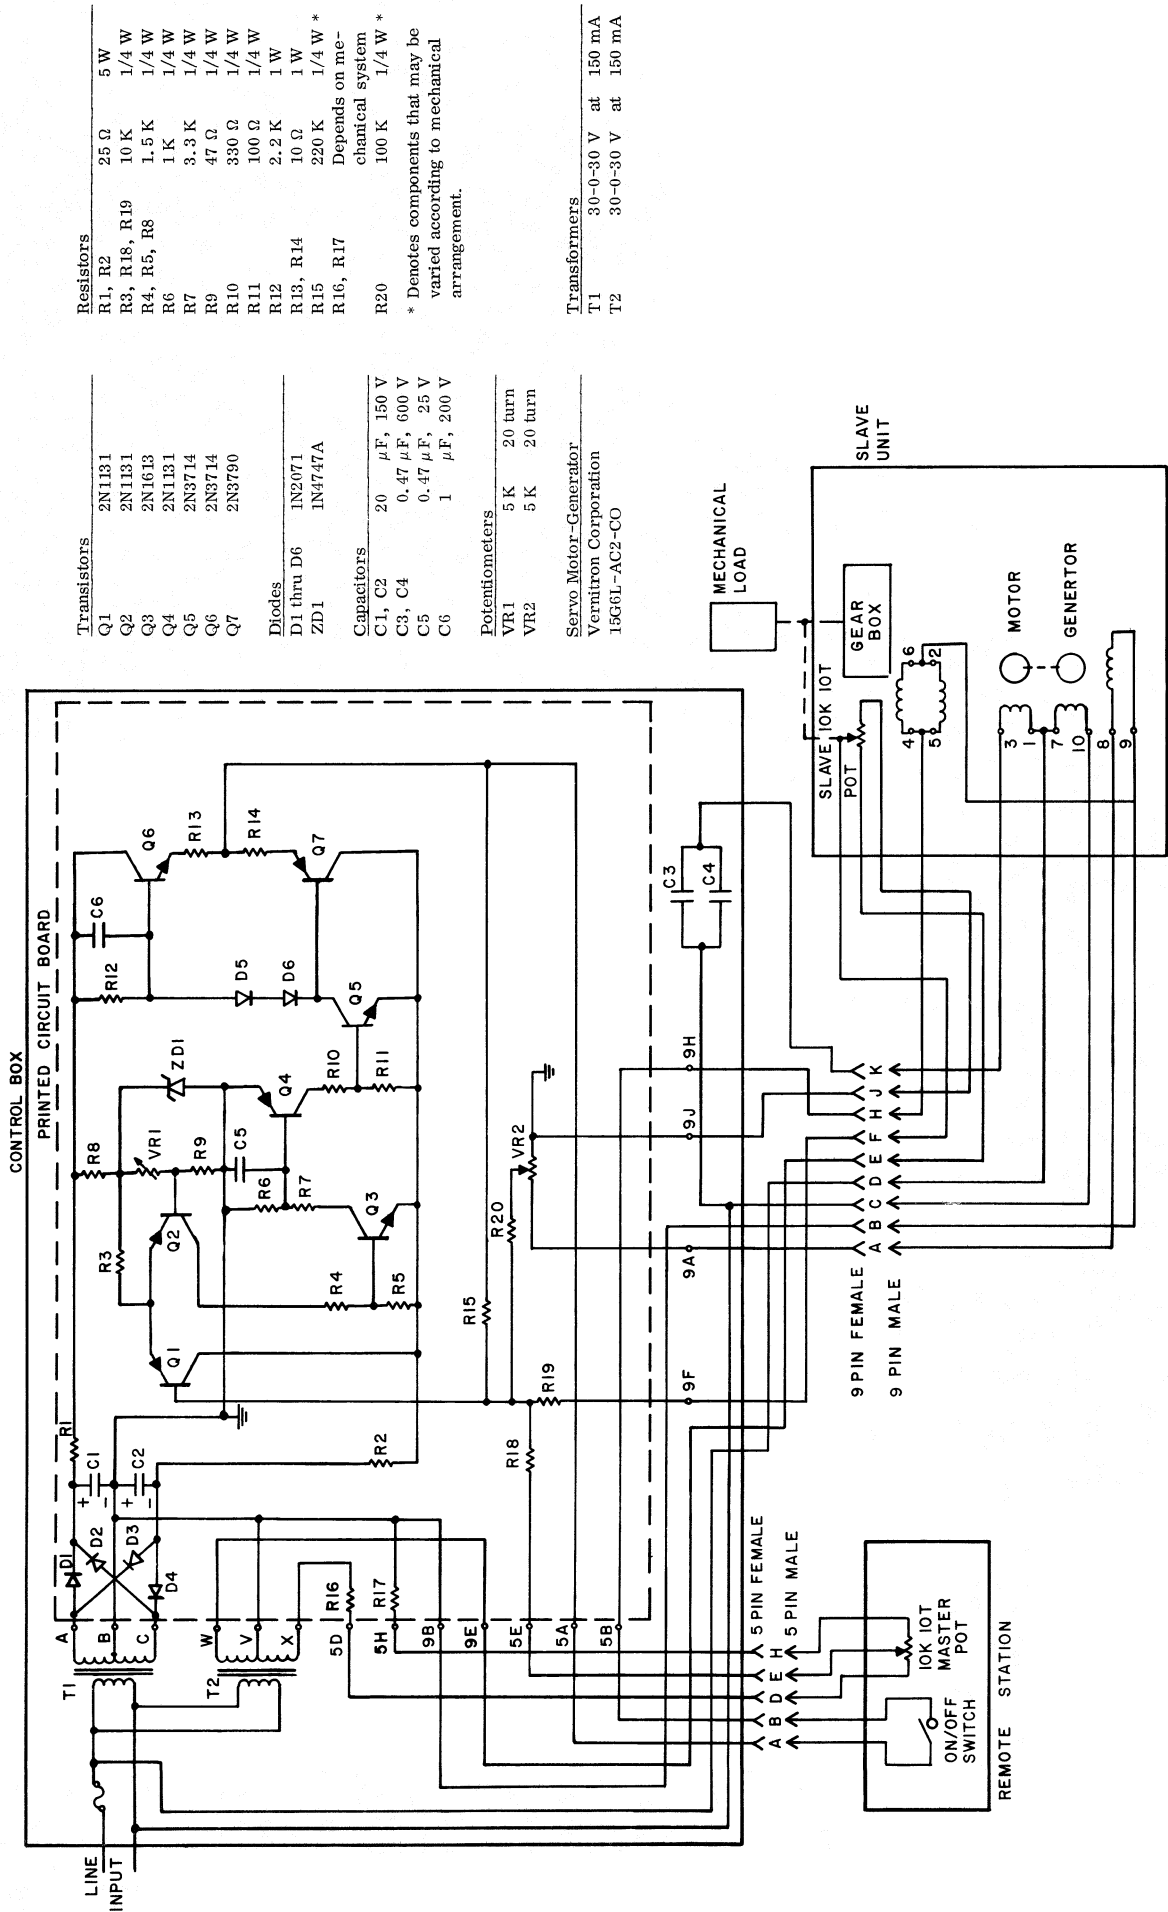 CONTROL BOX
PRINTED CIRCUIT BOARD
LINE
INPUT
T1
A
B
C
D1
D2
D3
D4
+
C1
-
+
C2
-
R1
R2
T2
W
V
X
R16
R17
5D
5H
9B
9E
5E
5A
5B
Q1
R3
Q2
R8
VR1
R9
C5
ZD1
R6
R7
Q3
R4
R5
Q4
R10
R11
R12
C6
D5
D6
Q5
Q6
R13
R14
Q7
R15
R18
R19
R20
VR2
9F
9A
9J
9H
C3
C4
5 PIN FEMALE
5 PIN MALE
A
B
D
E
H
ON/OFF
SWITCH
10K 10T
MASTER
POT
REMOTE STATION
9 PIN FEMALE
9 PIN MALE
A
B
C
D
E
F
H
J
K
SLAVE 10K 10T
POT
GEAR
BOX
MECHANICAL
LOAD
SLAVE
UNIT
4
6
5
2
MOTOR
GENERTOR
3
1
7
10
8
9
Transistors
Q1 2N1131
Q2 2N1131
Q3 2N1613
Q4 2N1131
Q5 2N3714
Q6 2N3714
Q7 2N3790
Diodes
D1 thru D6 1N2071
ZD1 1N4747A
Capacitors
C1, C2 20 μF, 150 V
C3, C4 0.47 μF, 600 V
C5 0.47 μF, 25 V
C6 1 μF, 200 V
Potentiometers
VR1 5 K 20 turn
VR2 5 K 20 turn
Servo Motor-Generator
Vernitron Corporation
15G6L-AC2-CO
Resistors
R1, R2 25 Ω 5 W
R3, R18, R19 10 K 1/4 W
R4, R5, R8 1.5 K 1/4 W
R6 1 K 1/4 W
R7 3.3 K 1/4 W
R9 47 Ω 1/4 W
R10 330 Ω 1/4 W
R11 100 Ω 1/4 W
R12 2.2 K 1 W
R13, R14 10 Ω 1 W
R15 220 K 1/4 W *
R16, R17 Depends on me-
chanical system
R20 100 K 1/4 W *
* Denotes components that may be
varied according to mechanical
arrangement.
Transformers
T1 30-0-30 V at 150 mA
T2 30-0-30 V at 150 mA